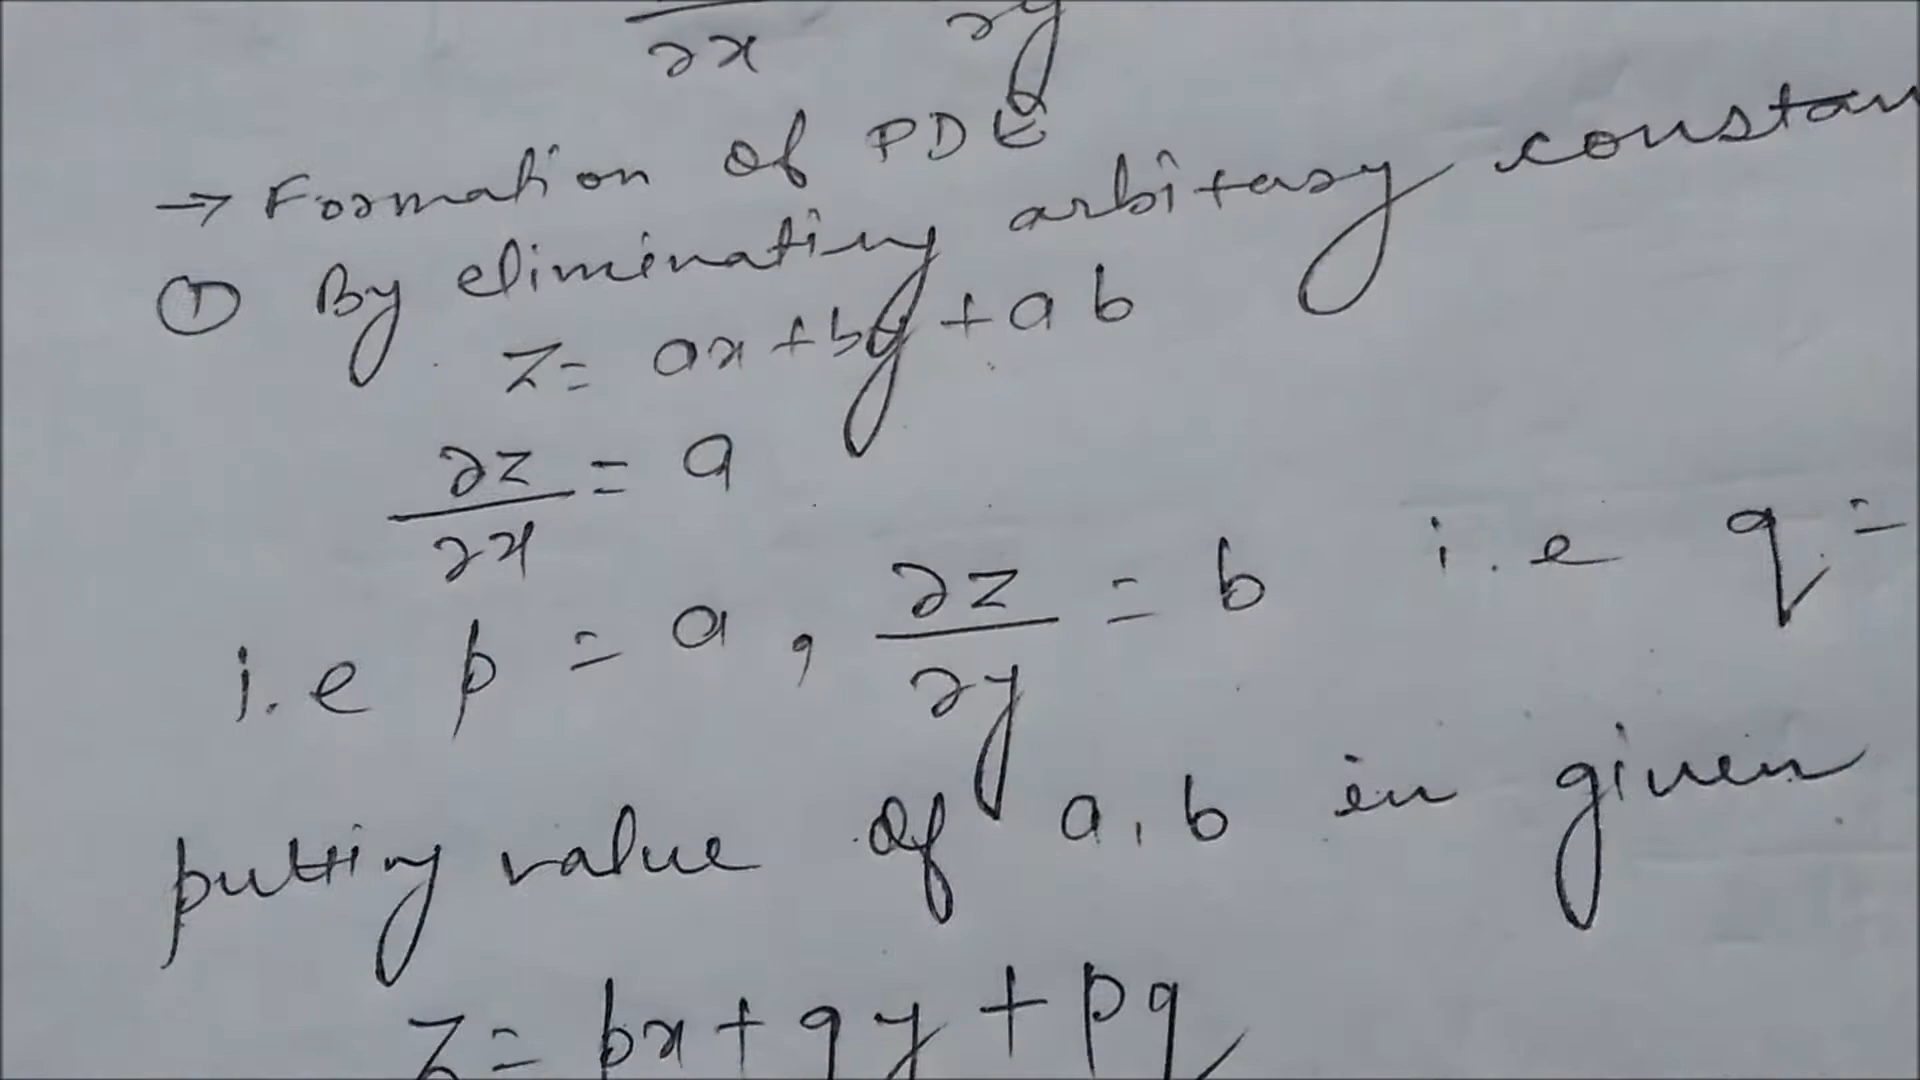 ∂x ∂y
→ Formation of PDE
① By eliminating arbitary constan
z = ax + by + ab
∂z/∂x = a
i.e p = a, ∂z/∂y = b i.e q =
putting value of a, b in given
z = px + qy + pq